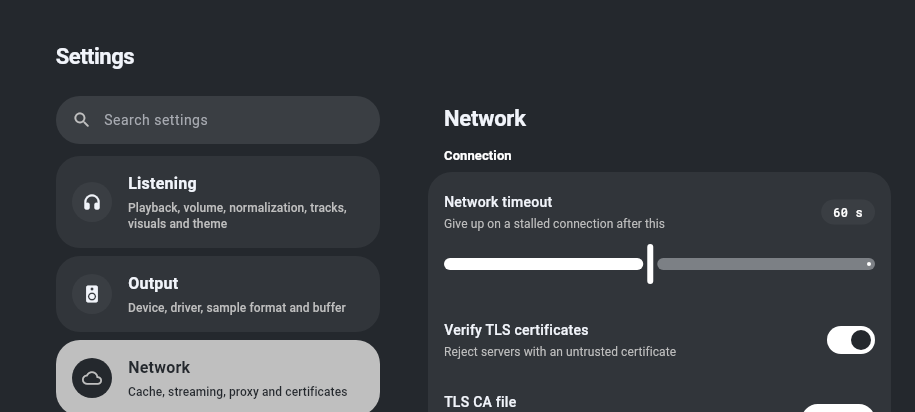 Settings
Search settings
Listening
Playback, volume, normalization, tracks,
visuals and theme
Output
Device, driver, sample format and buffer
Network
Cache, streaming, proxy and certificates
Network
Connection
Network timeout
Give up on a stalled connection after this
60 s
Verify TLS certificates
Reject servers with an untrusted certificate
TLS CA file